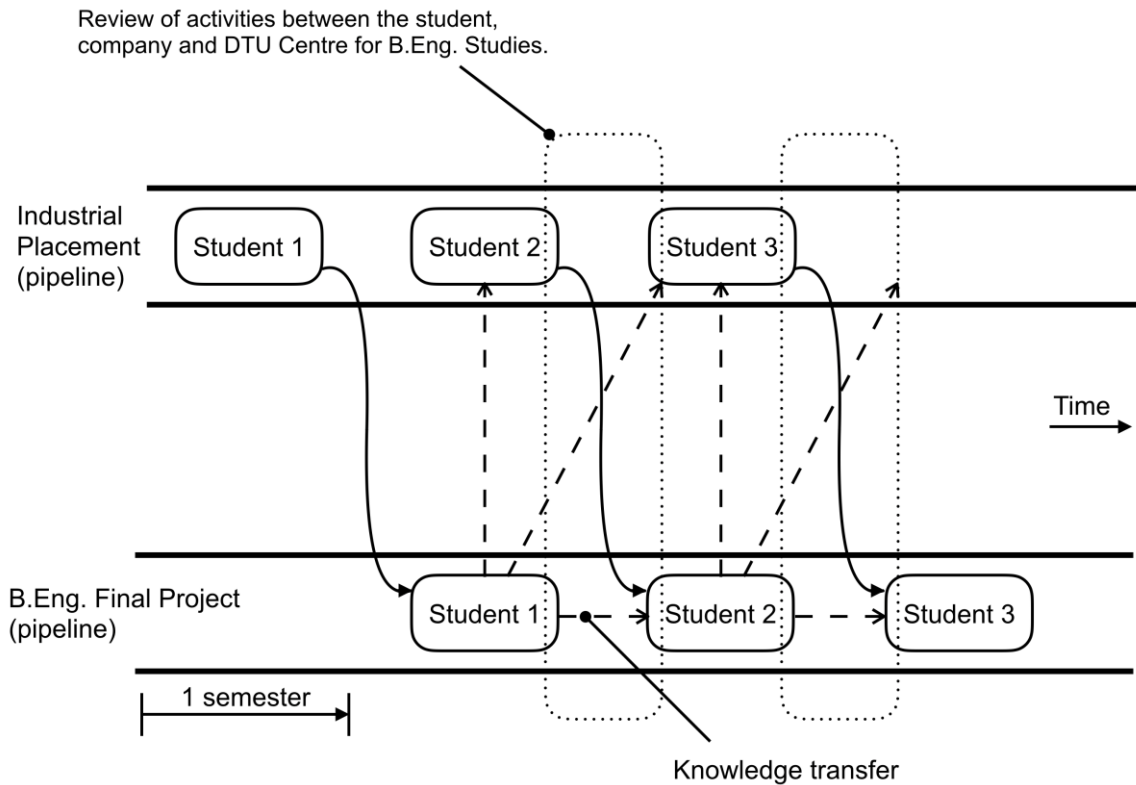 Review of activities between the student,
company and DTU Centre for B.Eng. Studies.
Industrial
Placement
(pipeline)
Student 1
Student 2
Student 3
Time
B.Eng. Final Project
(pipeline)
Student 1
Student 2
Student 3
1 semester
Knowledge transfer